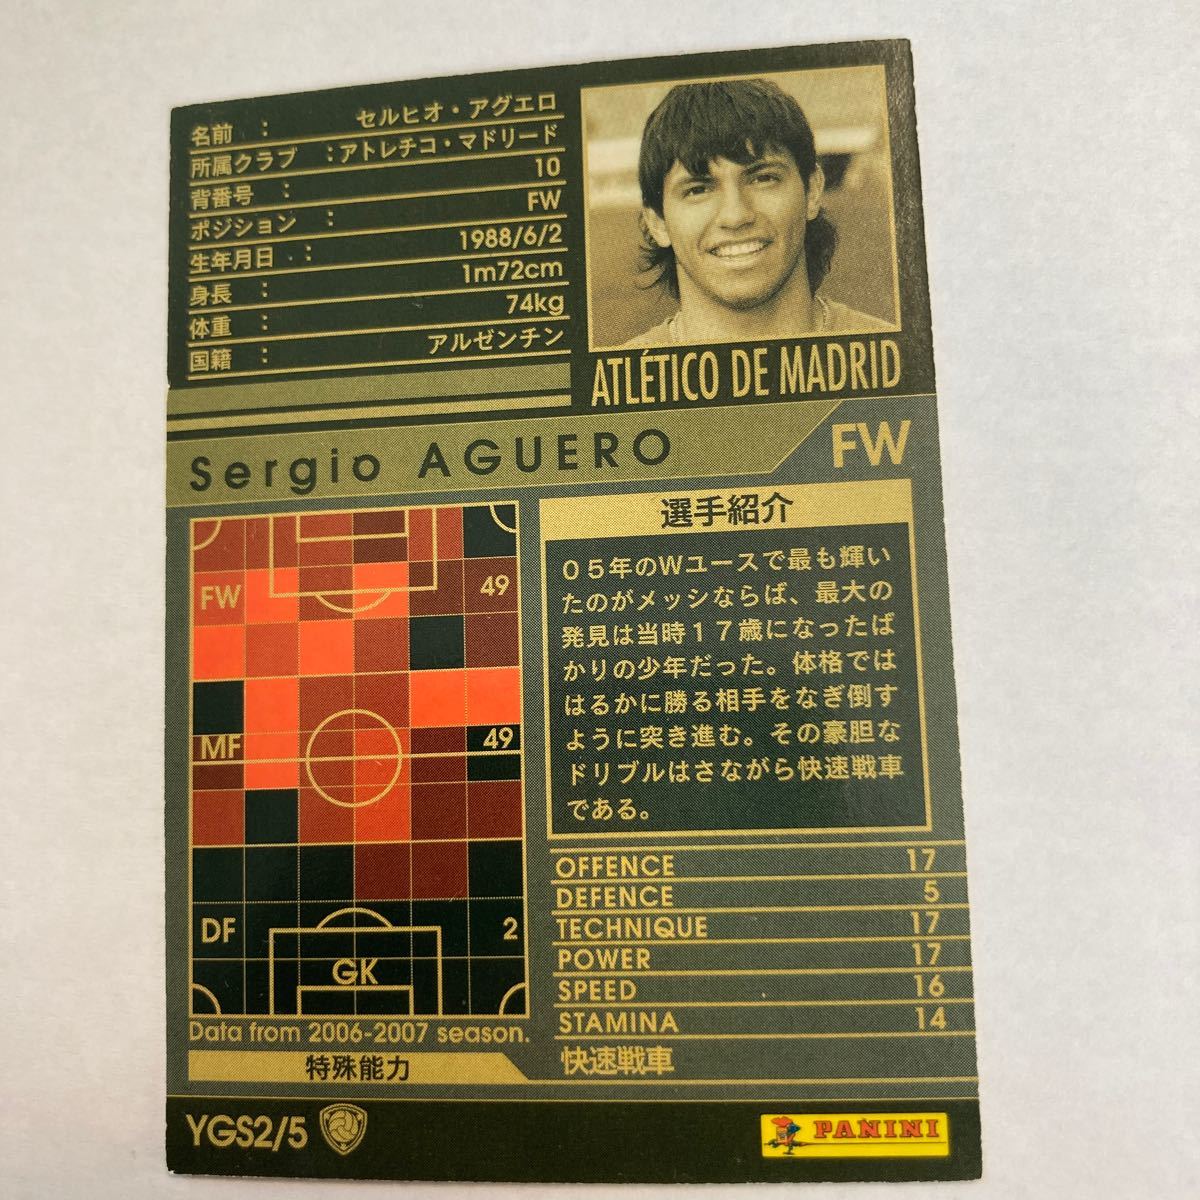 名前 : セルヒオ・アグエロ
所属クラブ : アトレチコ・マドリード
背番号 : 10
ポジション : FW
生年月日 : 1988/6/2
身長 : 1m72cm
体重 : 74kg
国籍 : アルゼンチン
ATLÉTICO DE MADRID
Sergio AGUERO
FW
FW 49
MF 49
DF 2
GK
Data from 2006-2007 season.
選手紹介
05年のWユースで最も輝い
たのがメッシならば、最大の
発見は当時17歳になったば
かりの少年だった。体格では
はるかに勝る相手をなぎ倒す
ように突き進む。その豪胆な
ドリブルはさながら快速戦車
である。
OFFENCE 17
DEFENCE 5
TECHNIQUE 17
POWER 17
SPEED 16
STAMINA 14
特殊能力 快速戦車
YGS2/5
PANINI